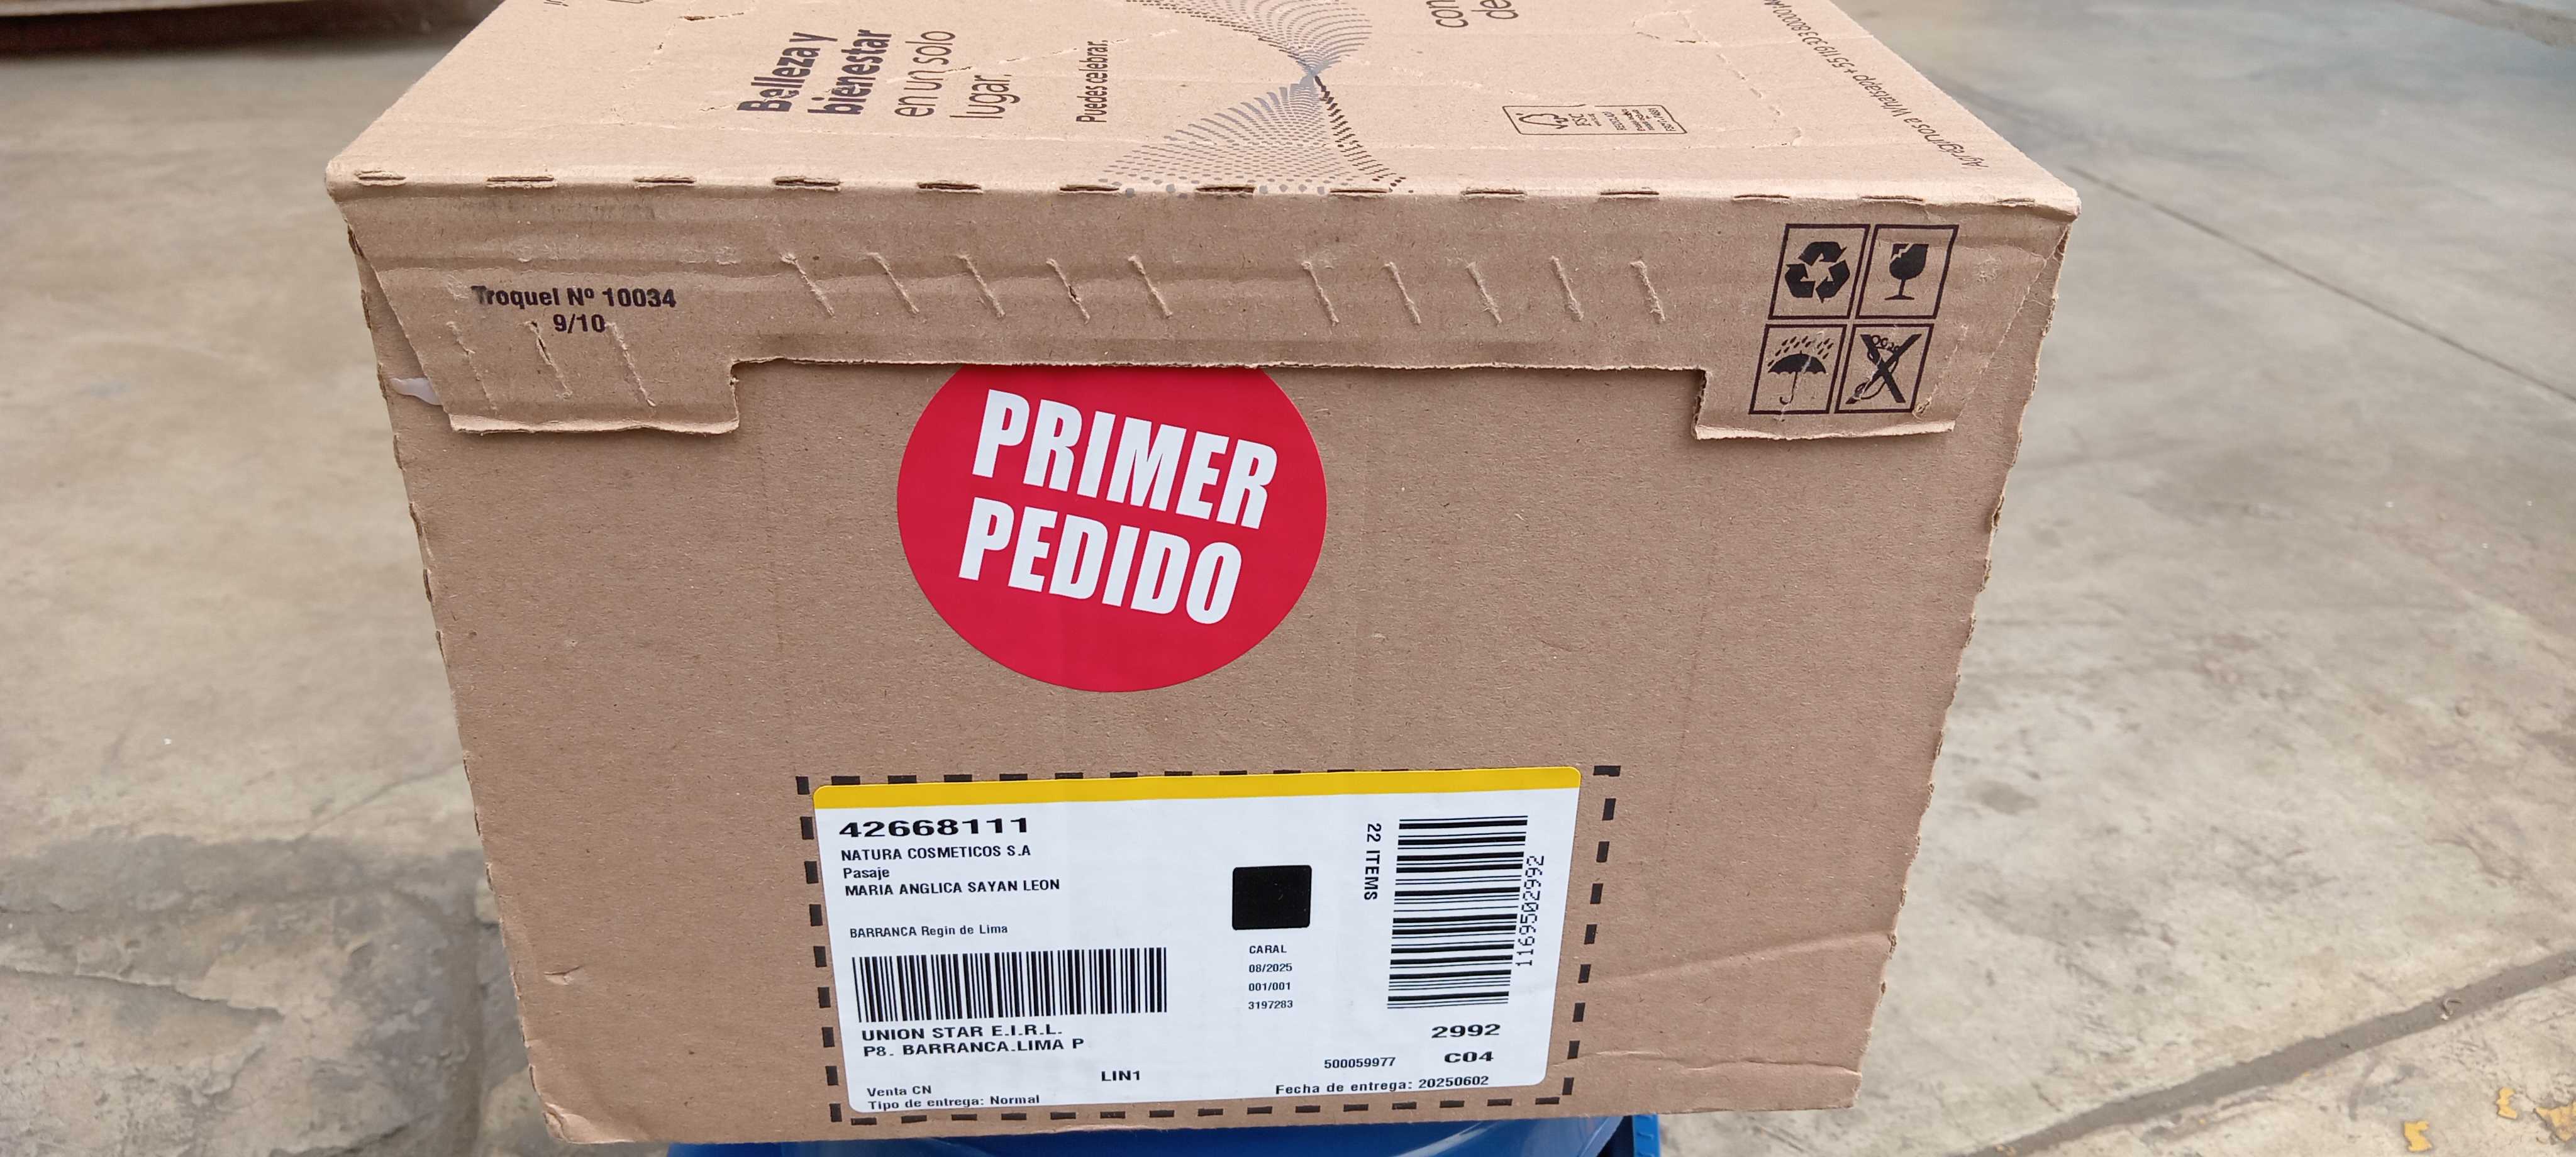 Belleza y
bienestar
en un solo
lugar.
Puedes celebrar.
Troquel Nº 10034
9/10
PRIMER
PEDIDO
42668111
NATURA COSMETICOS S.A
Pasaje
MARIA ANGLICA SAYAN LEON
BARRANCA Regin de Lima
UNION STAR E.I.R.L.
P8. BARRANCA.LIMA P
LIN1
Venta CN
Tipo de entrega: Normal
CARAL
08/2025
001/001
3197283
22 ITEMS
1169502992
2992
500059977
C04
Fecha de entrega: 20250602